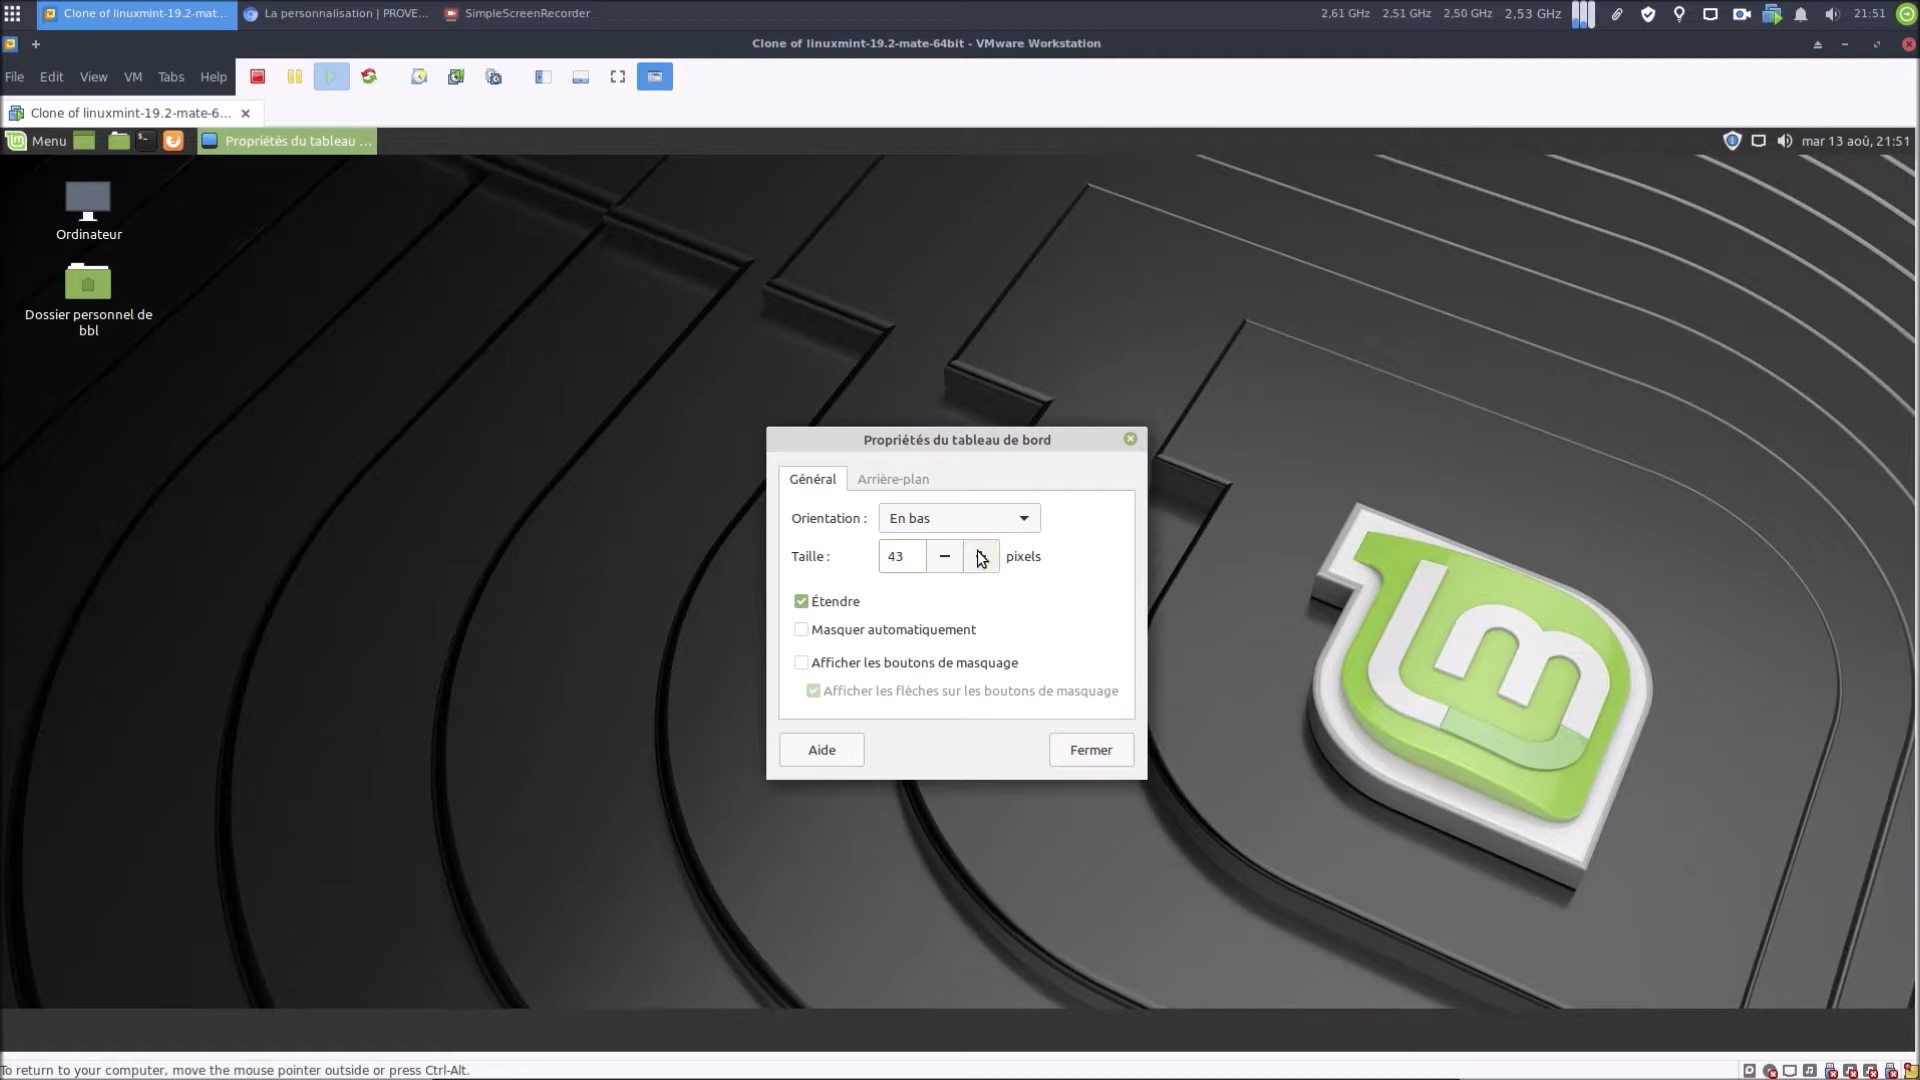 Clone of linuxmint-19.2-mat...
La personnalisation | PROVE...
SimpleScreenRecorder
2,61 GHz 2,51 GHz 2,50 GHz 2,53 GHz
21:51
Clone of linuxmint-19.2-mate-64bit - VMware Workstation
File Edit View VM Tabs Help
Clone of linuxmint-19.2-mate-6...
Menu
Propriétés du tableau ...
mar 13 aoû, 21:51
Ordinateur
Dossier personnel de
bbl
Propriétés du tableau de bord
Général Arrière-plan
Orientation : En bas
Taille : 43 pixels
Étendre
Masquer automatiquement
Afficher les boutons de masquage
Afficher les flèches sur les boutons de masquage
Aide Fermer
To return to your computer, move the mouse pointer outside or press Ctrl-Alt.